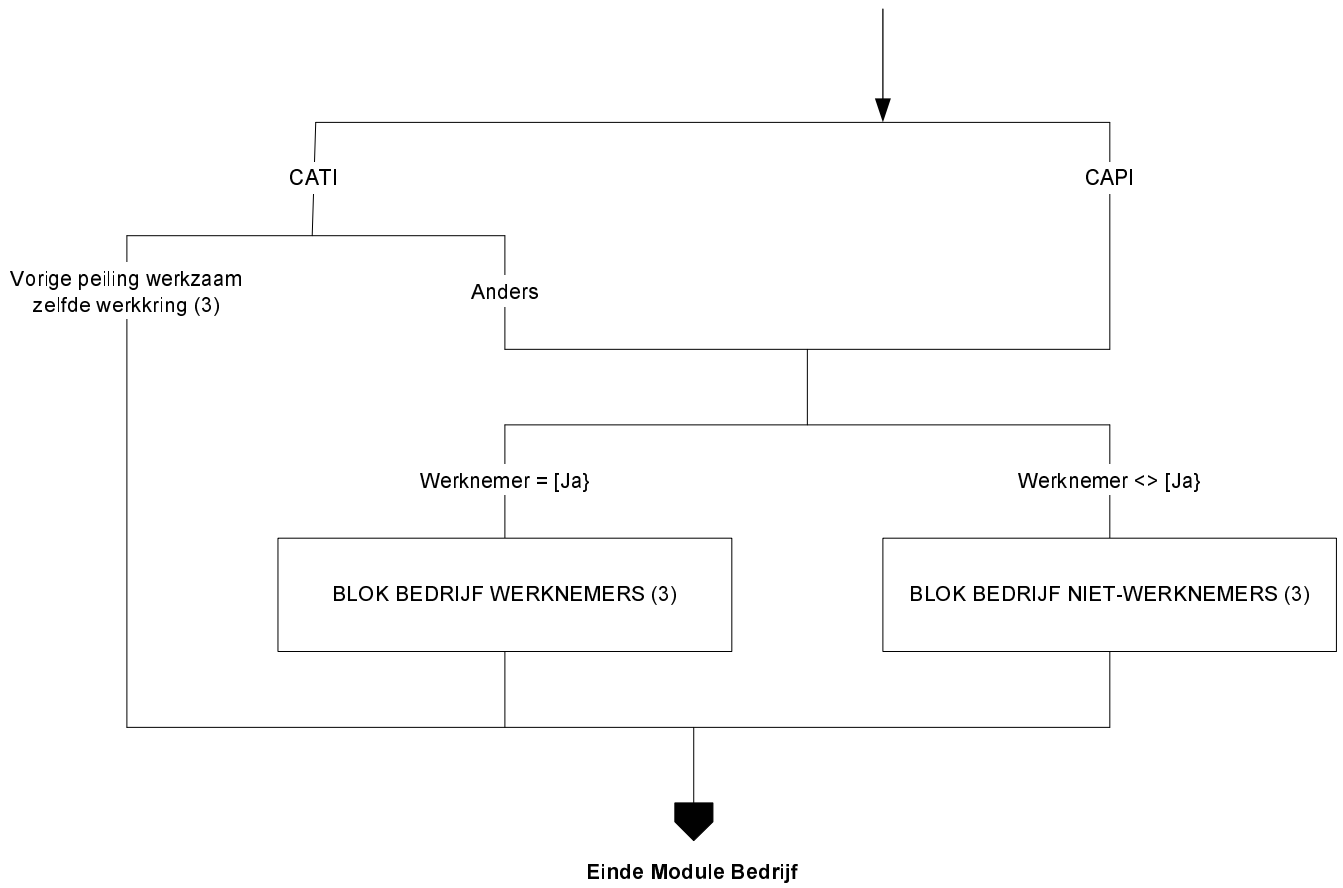 CATI
CAPI
Vorige peiling werkzaam
zelfde werkkring (3)
Anders
Werknemer = [Ja}
Werknemer <> [Ja}
BLOK BEDRIJF WERKNEMERS (3)
BLOK BEDRIJF NIET-WERKNEMERS (3)
Einde Module Bedrijf